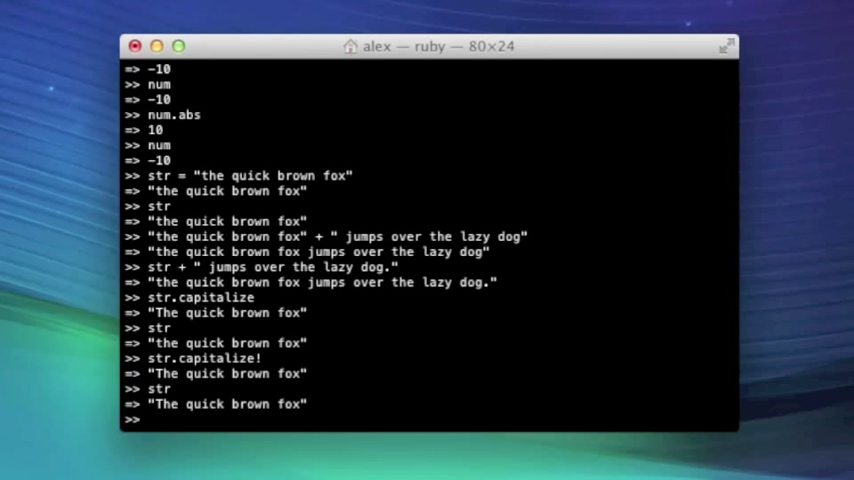 alex — ruby — 80×24
=> -10
>> num
=> -10
>> num.abs
=> 10
>> num
=> -10
>> str = "the quick brown fox"
=> "the quick brown fox"
>> str
=> "the quick brown fox"
>> "the quick brown fox" + " jumps over the lazy dog"
=> "the quick brown fox jumps over the lazy dog"
>> str + " jumps over the lazy dog."
=> "the quick brown fox jumps over the lazy dog."
>> str.capitalize
=> "The quick brown fox"
>> str
=> "the quick brown fox"
>> str.capitalize!
=> "The quick brown fox"
>> str
=> "The quick brown fox"
>>